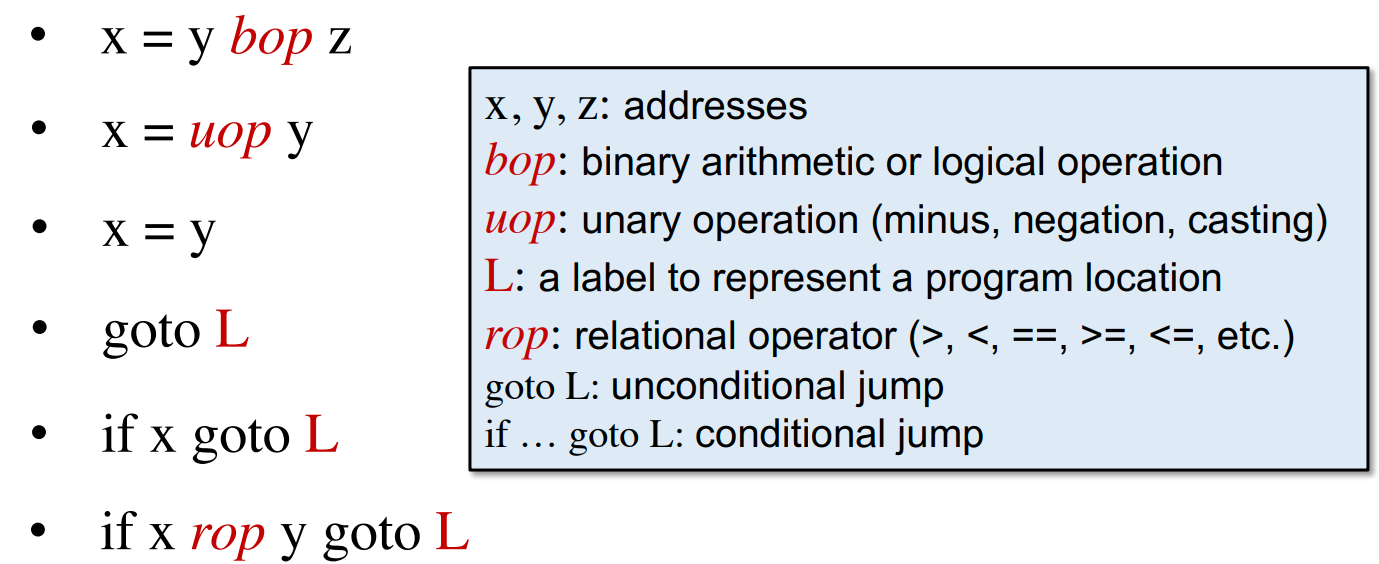 • x = y bop z
• x = uop y
• x = y
• goto L
• if x goto L
• if x rop y goto L
x, y, z: addresses
bop: binary arithmetic or logical operation
uop: unary operation (minus, negation, casting)
L: a label to represent a program location
rop: relational operator (>, <, ==, >=, <=, etc.)
goto L: unconditional jump
if … goto L: conditional jump